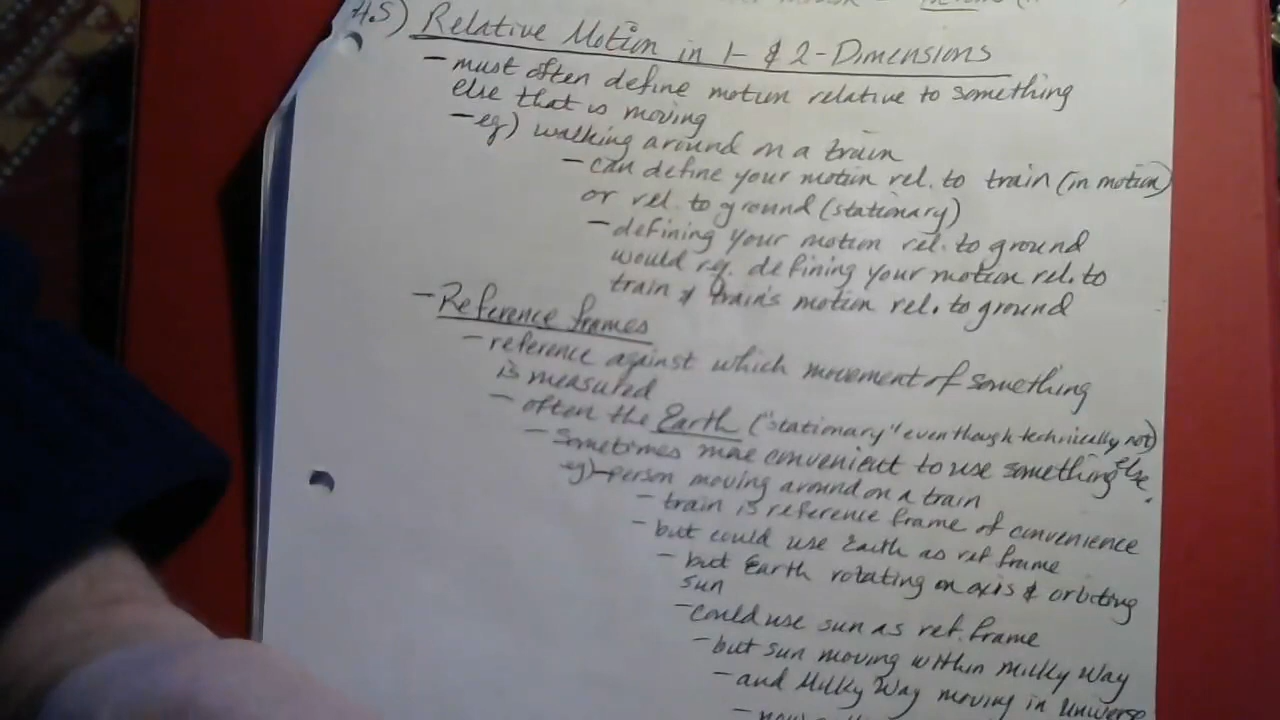 4.5) Relative Motion in 1- & 2-Dimensions
- must often define motion relative to something
else that is moving
- eg) walking around on a train
- can define your motion rel. to train (in motion)
or rel. to ground (stationary)
- defining your motion rel. to ground
would req. defining your motion rel. to
train & train's motion rel. to ground
- Reference frames
- reference against which movement of something
is measured
- often the Earth ("stationary" even though technically not)
- sometimes more convenient to use something else.
eg) - person moving around on a train
- train is reference frame of convenience
- but could use Earth as ref frame
- but Earth rotating on axis & orbiting
sun
- could use sun as ref. frame
- but sun moving within Milky Way
- and Milky Way moving in Universe